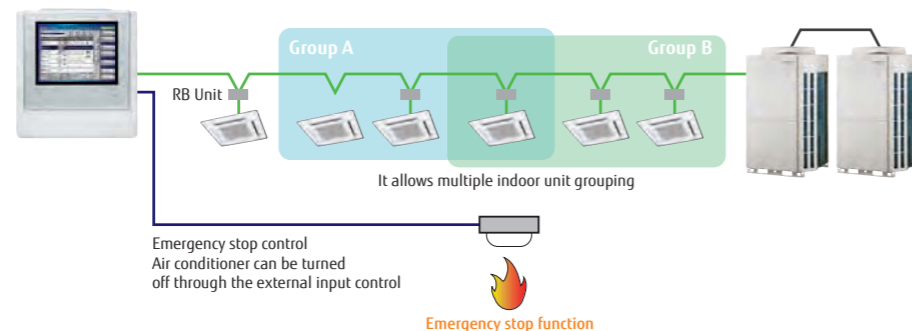 Group A
Group B
RB Unit
It allows multiple indoor unit grouping
Emergency stop control
Air conditioner can be turned
off through the external input control
Emergency stop function